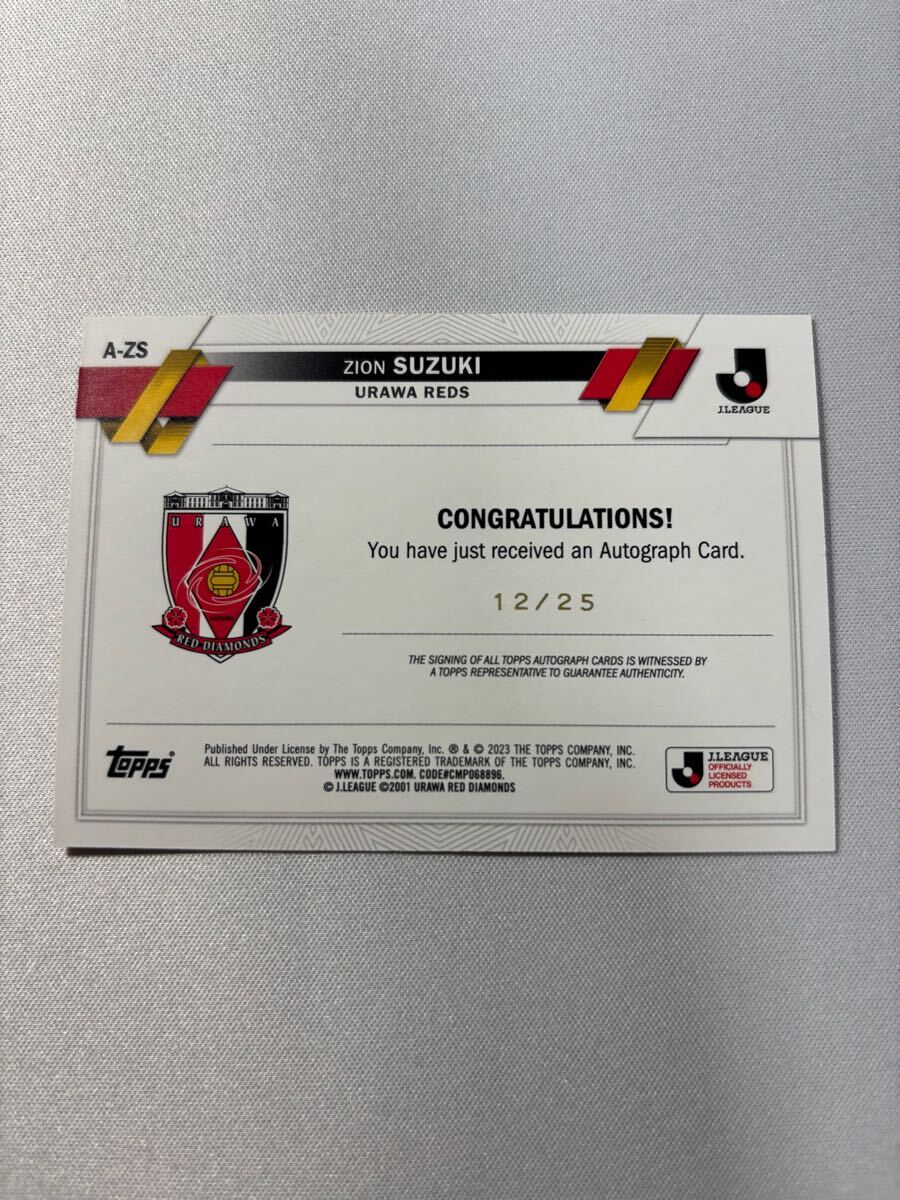 A-ZS
ZION SUZUKI
URAWA REDS
J.LEAGUE
URAWA
RED DIAMONDS
CONGRATULATIONS!
You have just received an Autograph Card.
12/25
THE SIGNING OF ALL TOPPS AUTOGRAPH CARDS IS WITNESSED BY
A TOPPS REPRESENTATIVE TO GUARANTEE AUTHENTICITY.
topps®
Published Under License by The Topps Company, Inc. ® & © 2023 THE TOPPS COMPANY, INC.
ALL RIGHTS RESERVED. TOPPS IS A REGISTERED TRADEMARK OF THE TOPPS COMPANY, INC.
WWW.TOPPS.COM. CODE#CMP068896.
© J.LEAGUE ©2001 URAWA RED DIAMONDS
J.LEAGUE
OFFICIALLY
LICENSED
PRODUCTS